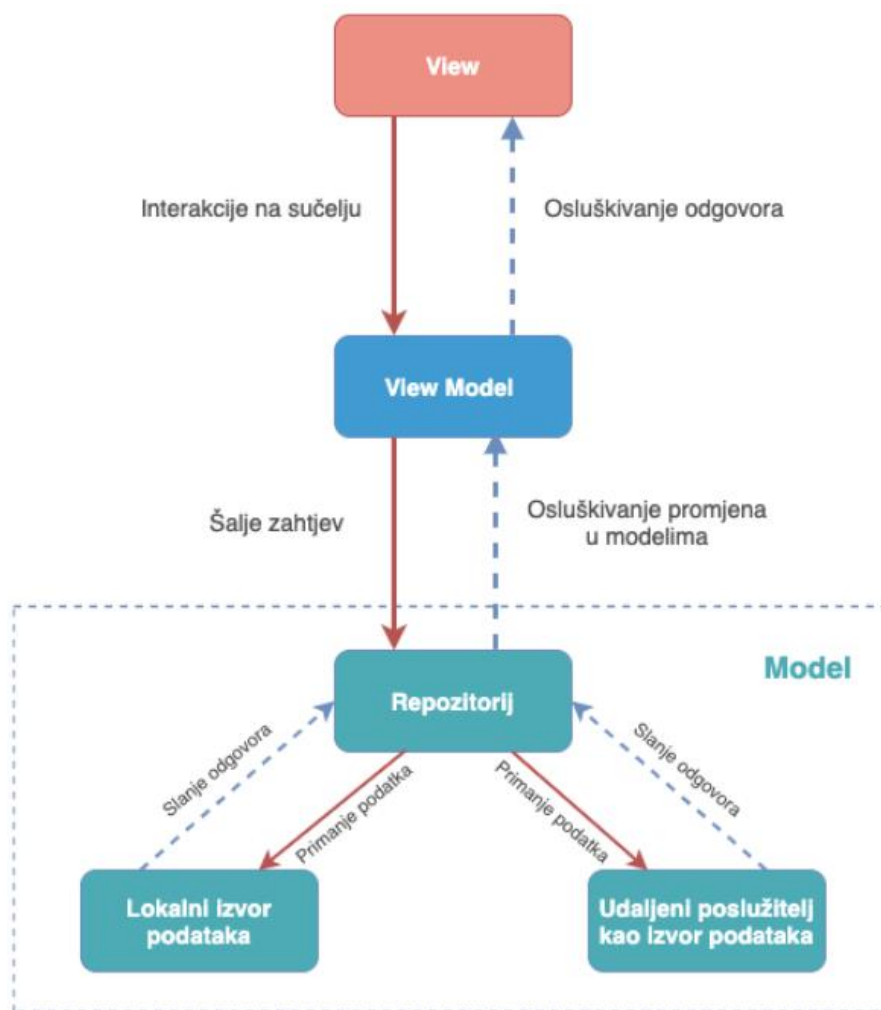 View
Interakcije na sučelju
Osluškivanje odgovora
View Model
Šalje zahtjev
Osluškivanje promjena
u modelima
Model
Repozitorij
Slanje odgovora
Primanje podatka
Primanje podatka
Slanje odgovora
Lokalni izvor
podataka
Udaljeni poslužitelj
kao izvor podataka